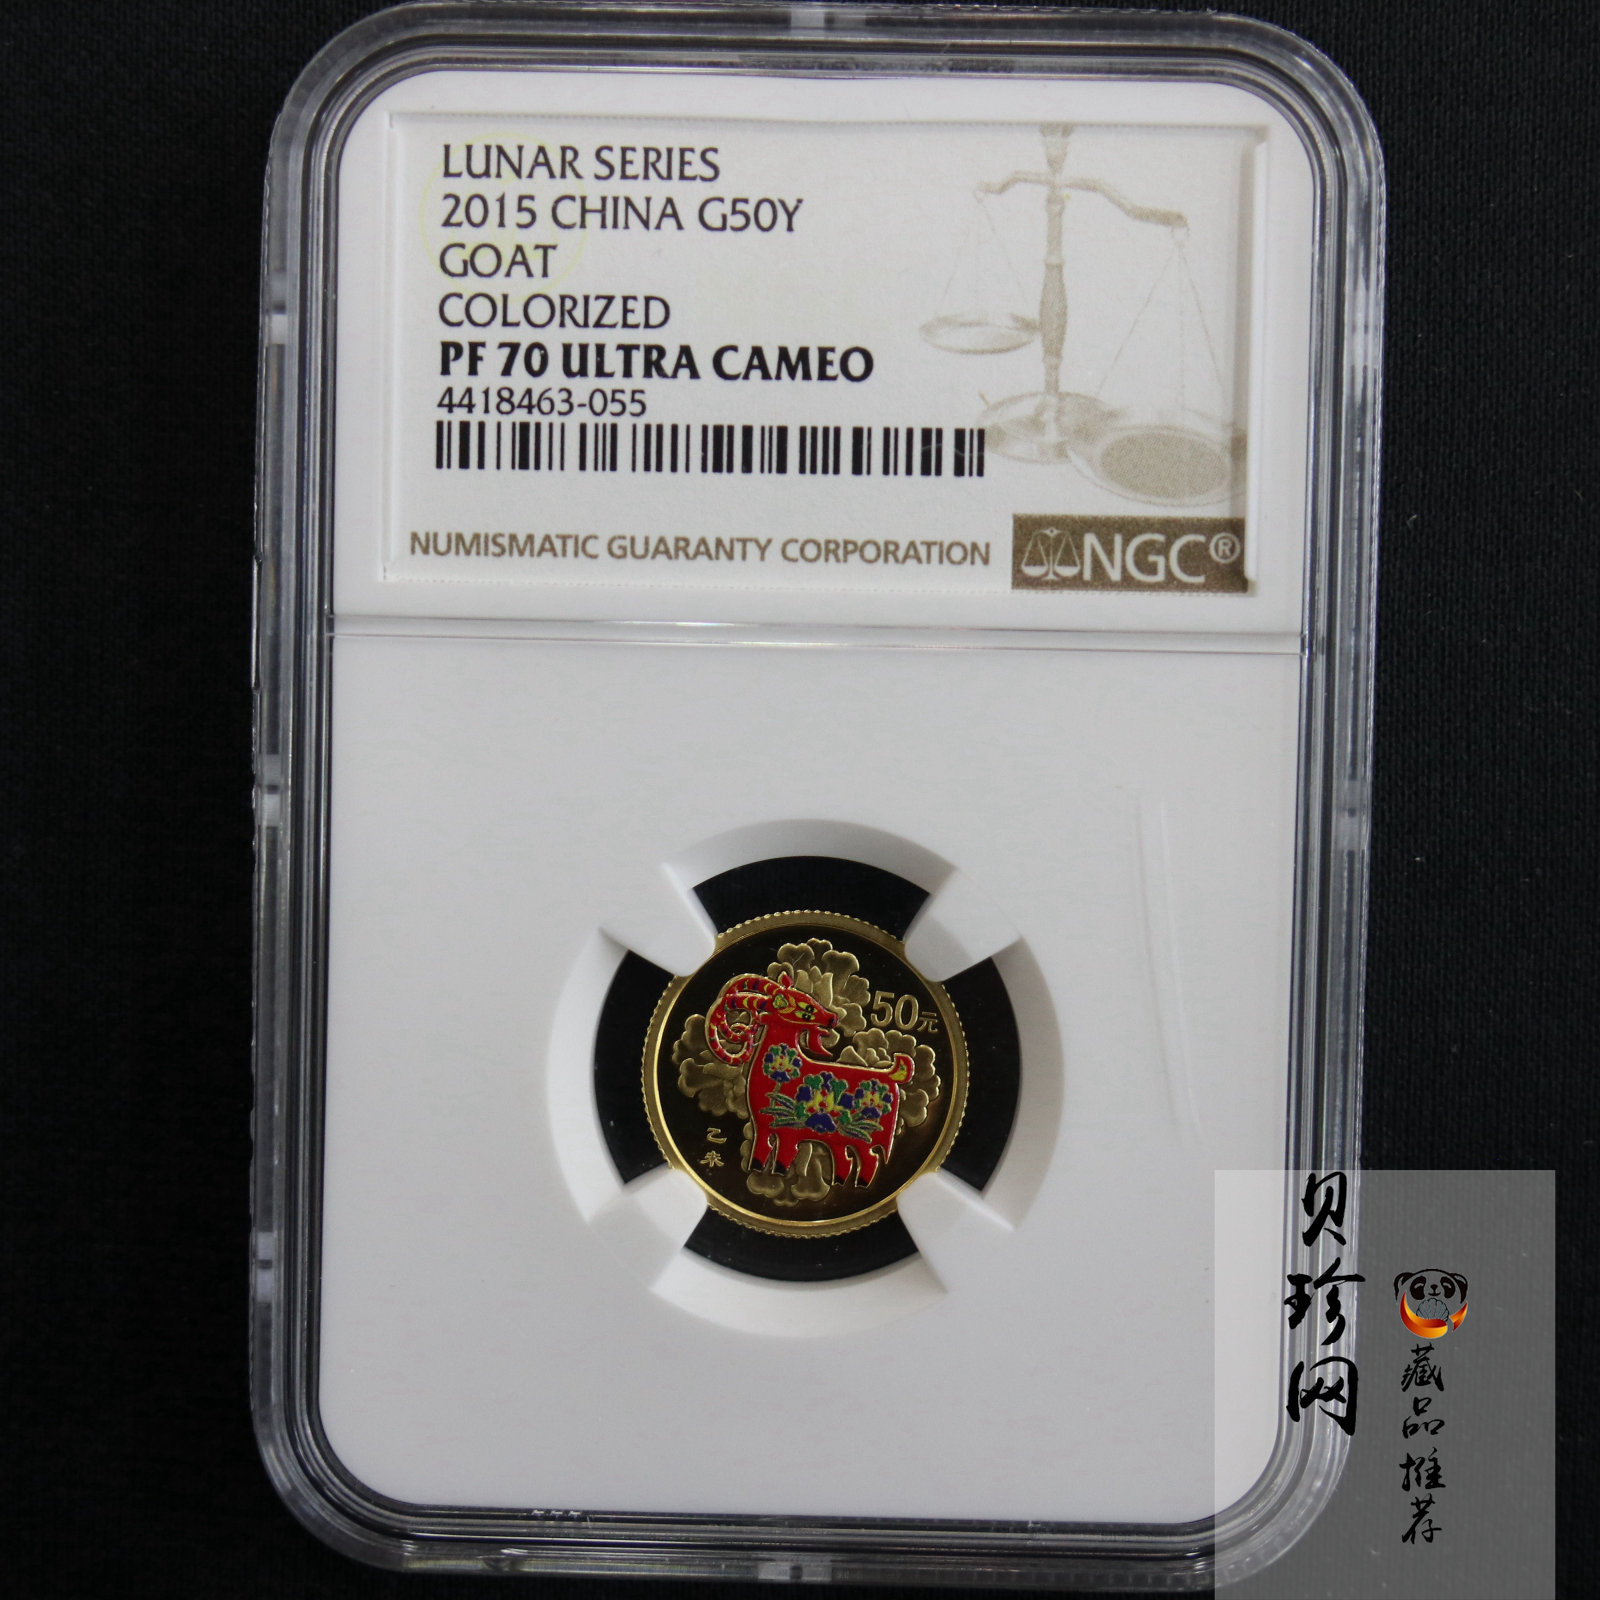 LUNAR SERIES
2015 CHINA G50Y
GOAT
COLORIZED
PF 70 ULTRA CAMEO
4418463-055
NUMISMATIC GUARANTY CORPORATION
NGC®
50元
乙未
贝珍网
藏品推荐